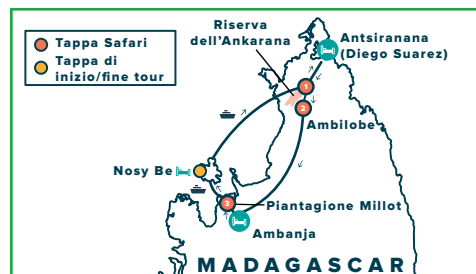 Tappa Safari
Tappa di
inizio/fine tour
Riserva
dell'Ankarana
Antsiranana
(Diego Suarez)
1
2
Ambilobe
Nosy Be
3
Piantagione Millot
Ambanja
MADAGASCAR